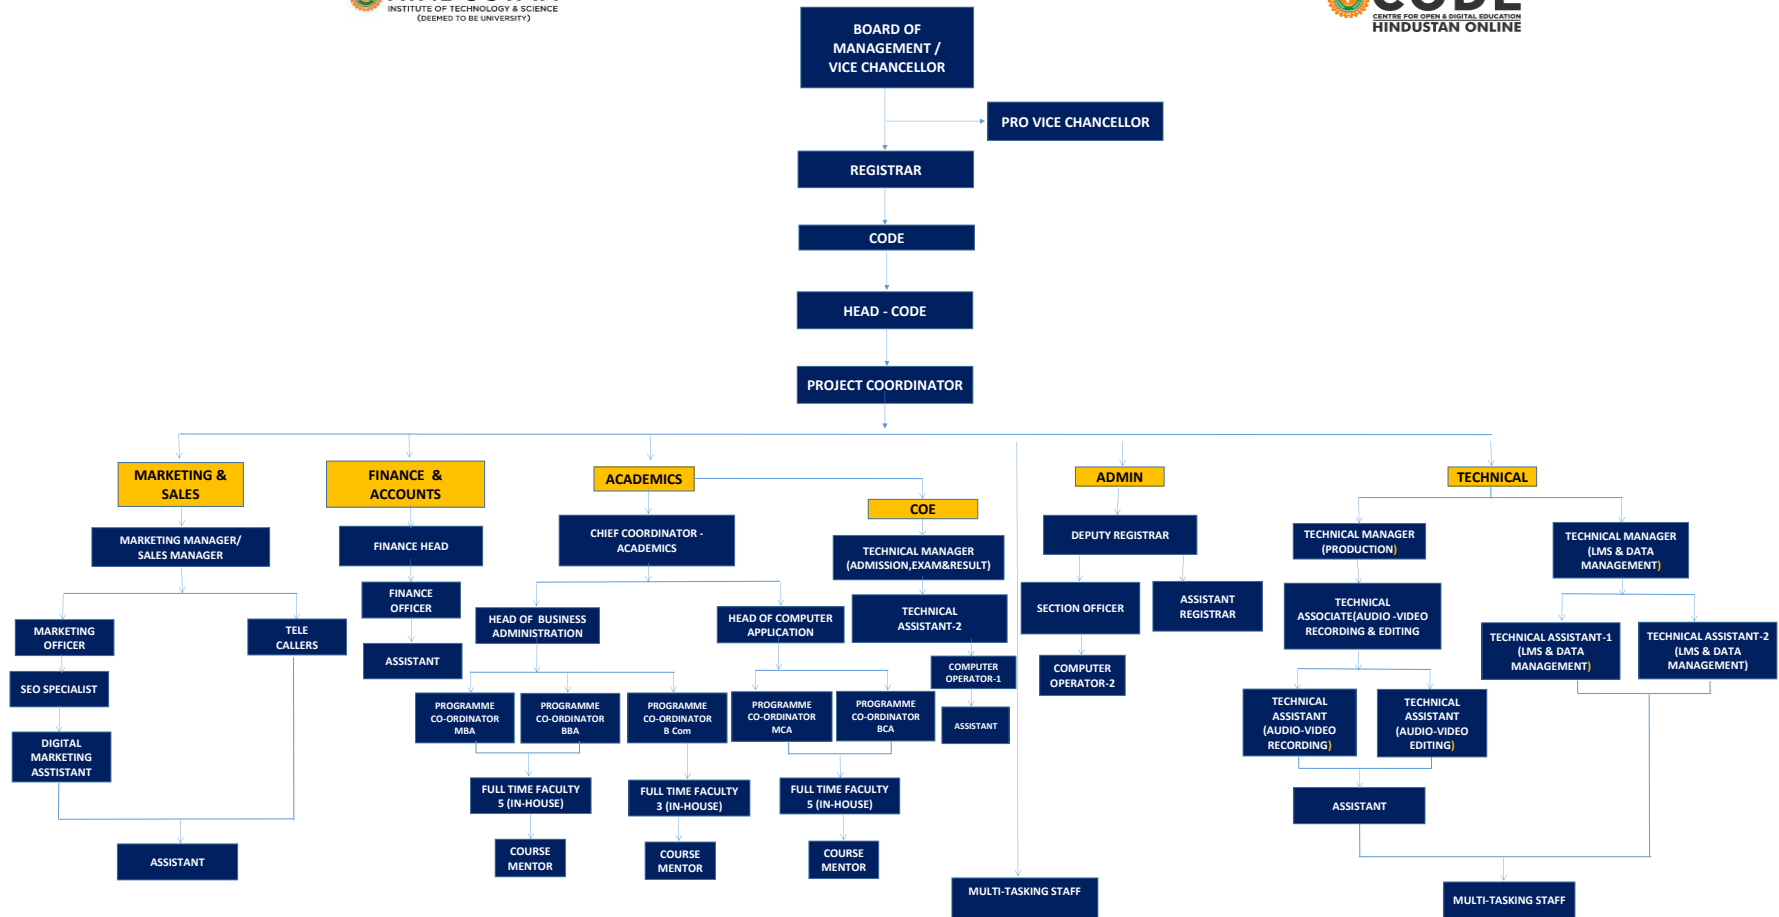 INSTITUTE OF TECHNOLOGY & SCIENCE
(DEEMED TO BE UNIVERSITY)
CODE
CENTRE FOR OPEN & DIGITAL EDUCATION
HINDUSTAN ONLINE
BOARD OF
MANAGEMENT /
VICE CHANCELLOR
PRO VICE CHANCELLOR
REGISTRAR
CODE
HEAD - CODE
PROJECT COORDINATOR
MARKETING &
SALES
FINANCE &
ACCOUNTS
ACADEMICS
COE
ADMIN
TECHNICAL
MARKETING MANAGER/
SALES MANAGER
MARKETING
OFFICER
TELE
CALLERS
SEO SPECIALIST
DIGITAL
MARKETING
ASSTISTANT
ASSISTANT
FINANCE HEAD
FINANCE
OFFICER
ASSISTANT
CHIEF COORDINATOR -
ACADEMICS
HEAD OF BUSINESS
ADMINISTRATION
HEAD OF COMPUTER
APPLICATION
PROGRAMME
CO-ORDINATOR
MBA
PROGRAMME
CO-ORDINATOR
BBA
PROGRAMME
CO-ORDINATOR
B Com
PROGRAMME
CO-ORDINATOR
MCA
PROGRAMME
CO-ORDINATOR
BCA
FULL TIME FACULTY
5 (IN-HOUSE)
FULL TIME FACULTY
3 (IN-HOUSE)
FULL TIME FACULTY
5 (IN-HOUSE)
COURSE
MENTOR
COURSE
MENTOR
COURSE
MENTOR
TECHNICAL MANAGER
(ADMISSION,EXAM&RESULT)
TECHNICAL
ASSISTANT-2
COMPUTER
OPERATOR-1
ASSISTANT
MULTI-TASKING STAFF
DEPUTY REGISTRAR
SECTION OFFICER
ASSISTANT
REGISTRAR
COMPUTER
OPERATOR-2
TECHNICAL MANAGER
(PRODUCTION)
TECHNICAL
ASSOCIATE(AUDIO -VIDEO
RECORDING & EDITING
TECHNICAL
ASSISTANT
(AUDIO-VIDEO
RECORDING)
TECHNICAL
ASSISTANT
(AUDIO-VIDEO
EDITING)
ASSISTANT
TECHNICAL MANAGER
(LMS & DATA
MANAGEMENT)
TECHNICAL ASSISTANT-1
(LMS & DATA
MANAGEMENT)
TECHNICAL ASSISTANT-2
(LMS & DATA
MANAGEMENT)
MULTI-TASKING STAFF